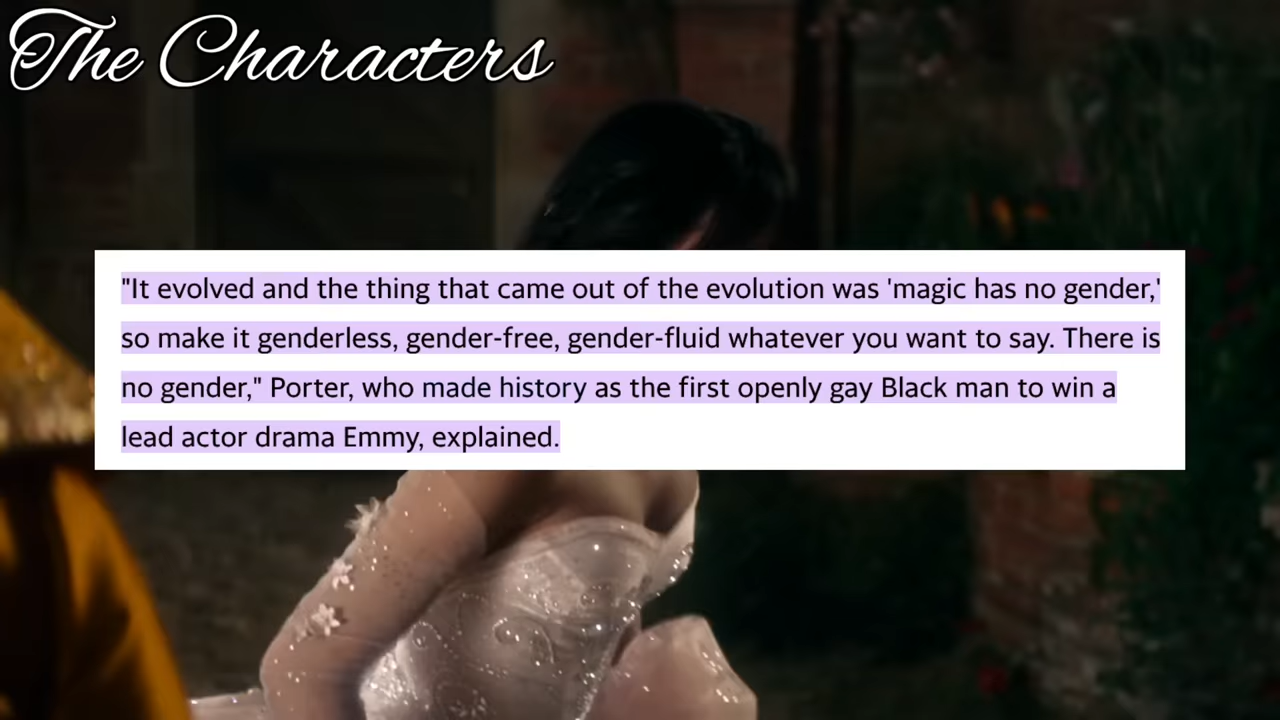 The Characters
"It evolved and the thing that came out of the evolution was 'magic has no gender,'
so make it genderless, gender-free, gender-fluid whatever you want to say. There is
no gender," Porter, who made history as the first openly gay Black man to win a
lead actor drama Emmy, explained.